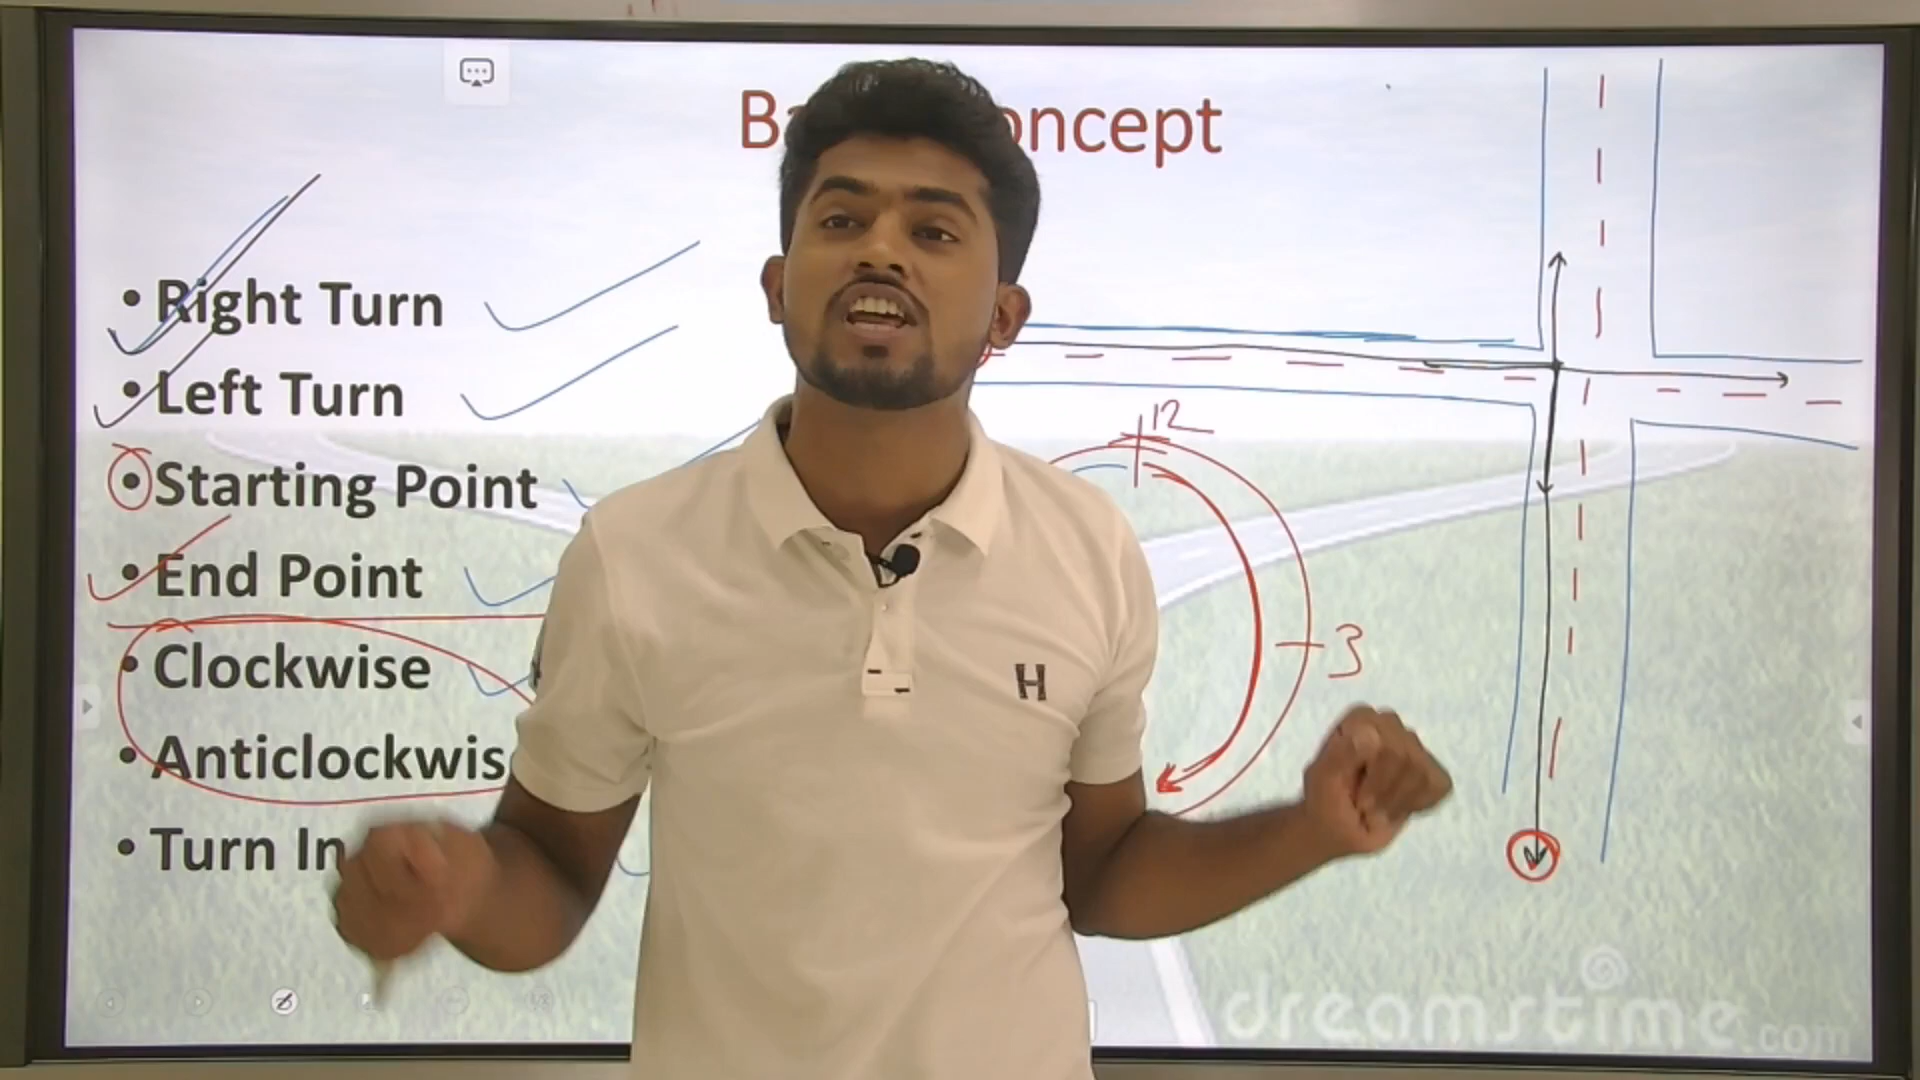 Ba oncept
• Right Turn
• Left Turn
• Starting Point
• End Point
• Clockwise
• Anticlockwis
• Turn In
12
3
H
dreamstime.com